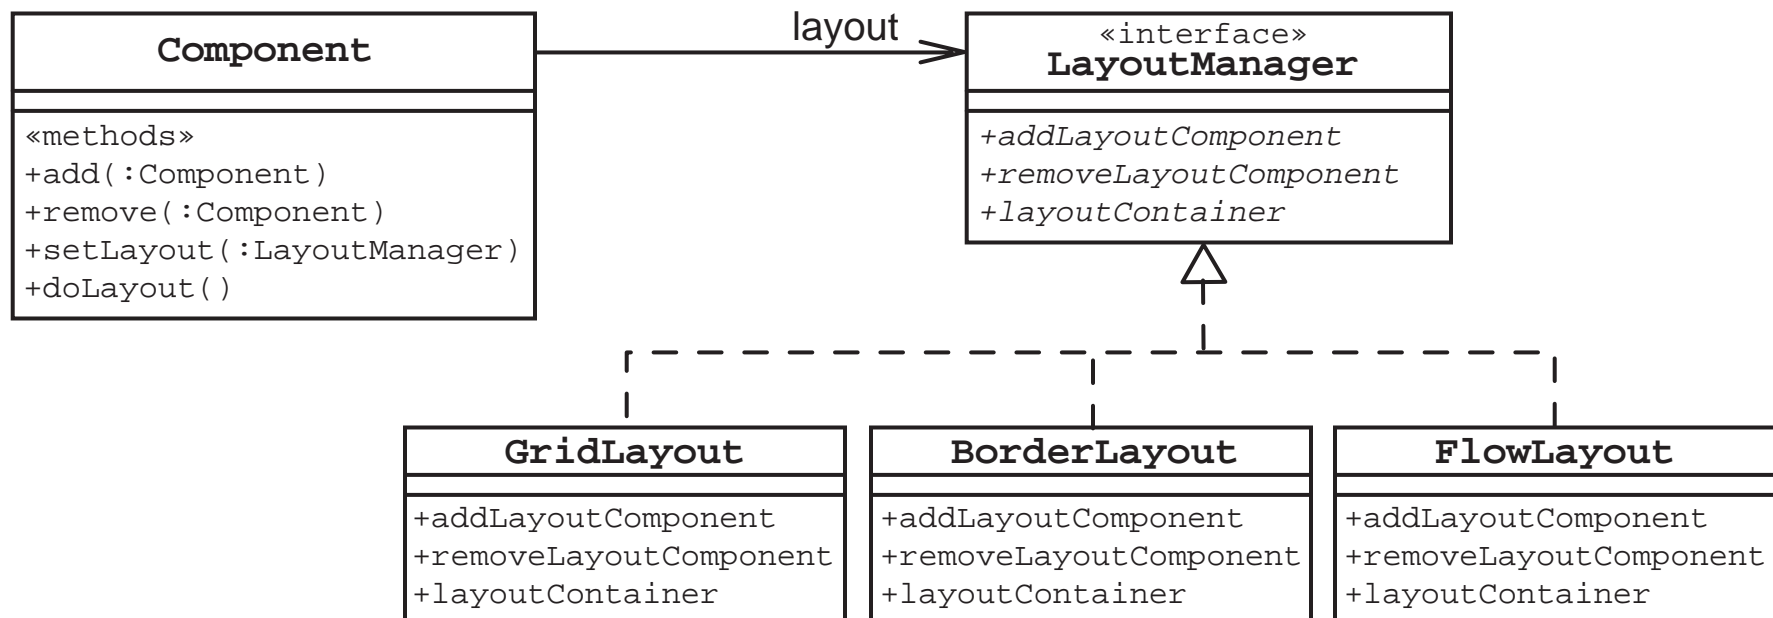 Component
«methods»
+add(:Component)
+remove(:Component)
+setLayout(:LayoutManager)
+doLayout()
layout
«interface»
LayoutManager
+addLayoutComponent
+removeLayoutComponent
+layoutContainer
GridLayout
+addLayoutComponent
+removeLayoutComponent
+layoutContainer
BorderLayout
+addLayoutComponent
+removeLayoutComponent
+layoutContainer
FlowLayout
+addLayoutComponent
+removeLayoutComponent
+layoutContainer